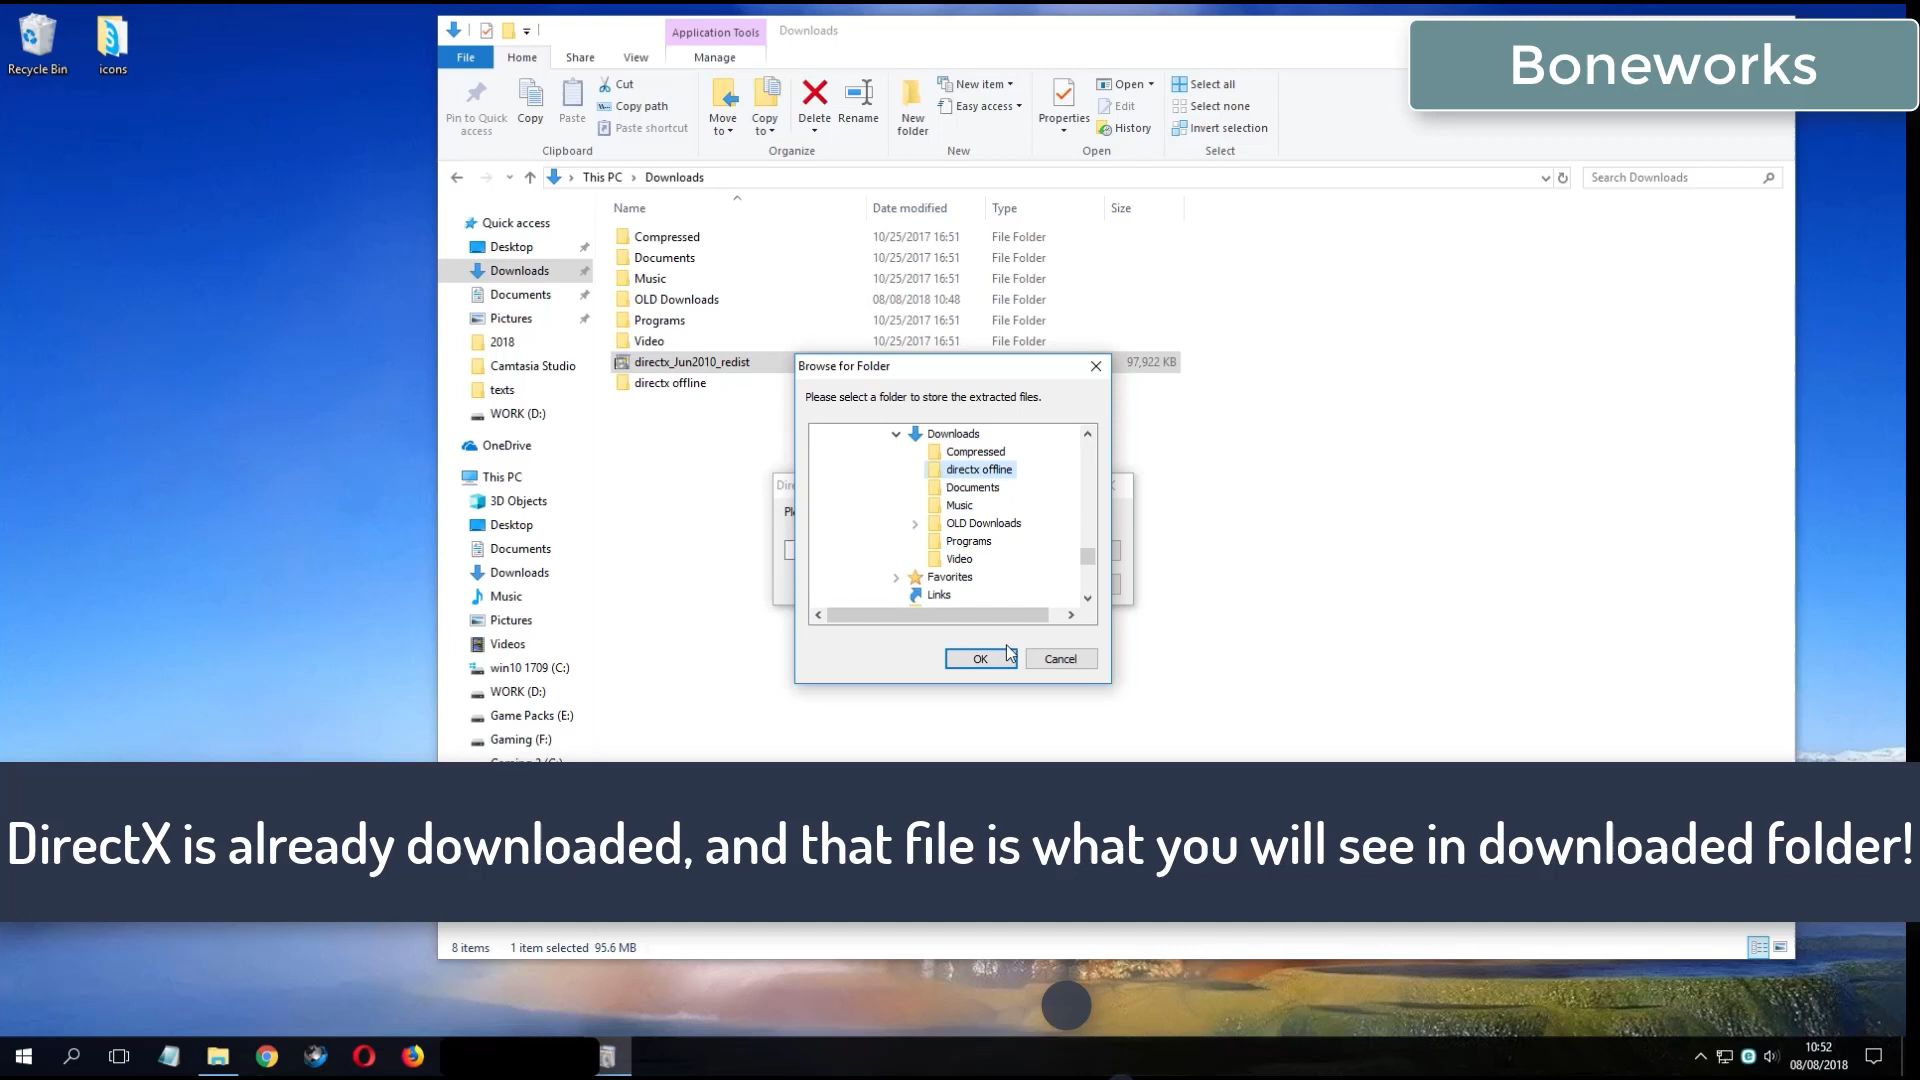 Recycle Bin
icons
Application Tools
Downloads
File
Home
Share
View
Manage
Pin to Quick access
Copy
Paste
Cut
Copy path
Paste shortcut
Clipboard
Move to
Copy to
Delete
Rename
Organize
New folder
New item
Easy access
New
Properties
Open
Edit
History
Open
Select all
Select none
Invert selection
Select
Boneworks
This PC
Downloads
Search Downloads
Name
Date modified
Type
Size
Compressed 10/25/2017 16:51 File Folder
Documents 10/25/2017 16:51 File Folder
Music 10/25/2017 16:51 File Folder
OLD Downloads 08/08/2018 10:48 File Folder
Programs 10/25/2017 16:51 File Folder
Video 10/25/2017 16:51 File Folder
directx_Jun2010_redist 97,922 KB
directx offline
Quick access
Desktop
Downloads
Documents
Pictures
2018
Camtasia Studio
texts
WORK (D:)
OneDrive
This PC
3D Objects
Desktop
Documents
Downloads
Music
Pictures
Videos
win10 1709 (C:)
WORK (D:)
Game Packs (E:)
Gaming (F:)
Browse for Folder
Please select a folder to store the extracted files.
Downloads
Compressed
directx offline
Documents
Music
OLD Downloads
Programs
Video
Favorites
Links
OK
Cancel
DirectX is already downloaded, and that file is what you will see in downloaded folder!
8 items
1 item selected 95.6 MB
10:52
08/08/2018